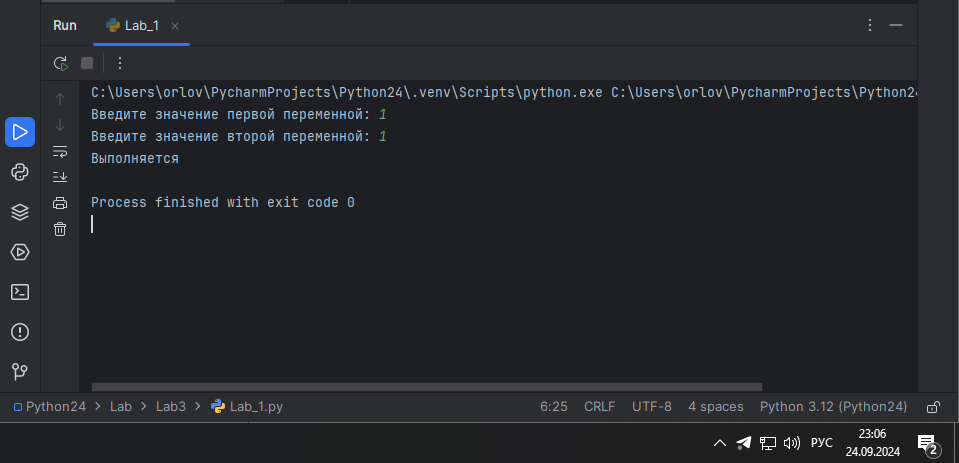 Run Lab_1
C:\Users\orlov\PycharmProjects\Python24\.venv\Scripts\python.exe C:\Users\orlov\PycharmProjects\Python24
Введите значение первой переменной: 1
Введите значение второй переменной: 1
Выполняется
Process finished with exit code 0
Python24 > Lab > Lab3 > Lab_1.py 6:25 CRLF UTF-8 4 spaces Python 3.12 (Python24)
РУС 23:06
24.09.2024 2